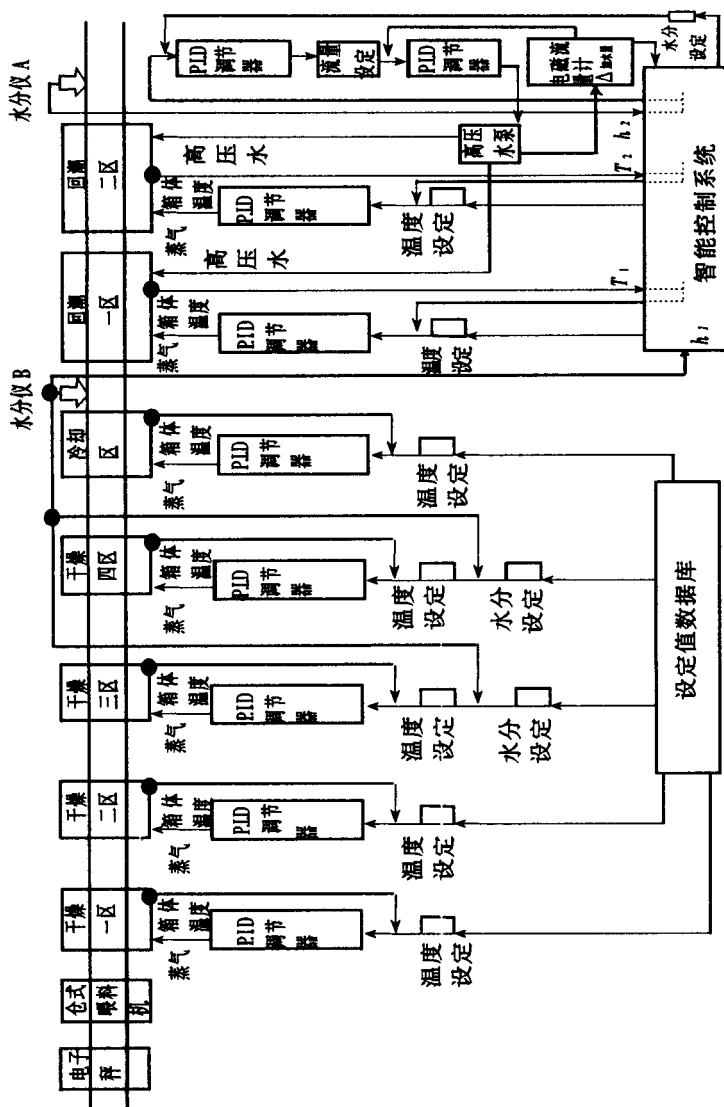 电子秤
仓式喂料机
干燥一区
干燥二区
干燥三区
干燥四区
冷却区
水分仪 B
回潮一区
回潮二区
水分仪 A
蒸气
箱体温度
PID调节器
温度设定
蒸气
箱体温度
PID调节器
温度设定
蒸气
箱体温度
PID调节器
温度设定
水分设定
蒸气
箱体温度
PID调节器
温度设定
水分设定
蒸气
箱体温度
PID调节器
温度设定
蒸气
箱体温度
PID调节器
温度设定
高压水
蒸气
箱体温度
PID调节器
温度设定
高压水
高压水泵
PID调节器
流量设定
PID调节器
电磁流量计
△加水量
水分设定
h₁
T₁
T₂
h₂
智能控制系统
设定值数据库